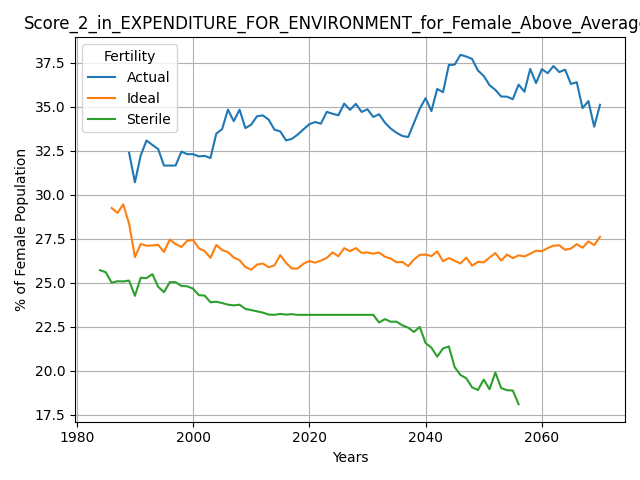 Score_2_in_EXPENDITURE_FOR_ENVIRONMENT_for_Female_Above_Average
Fertility
Actual
Ideal
Sterile
% of Female Population
37.5
35.0
32.5
30.0
27.5
25.0
22.5
20.0
17.5
1980
2000
2020
2040
2060
Years